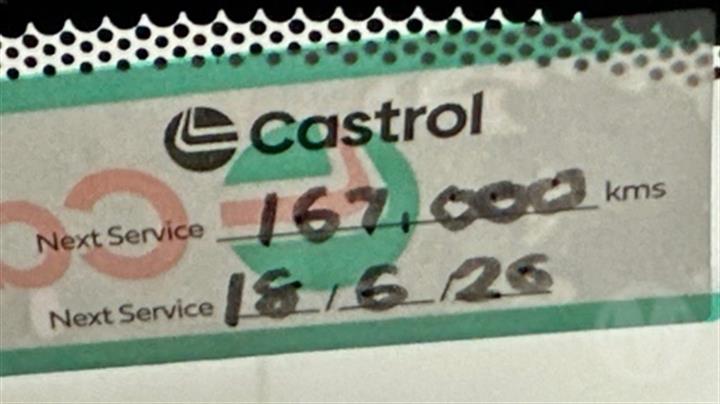 Castrol
Next Service 167,000 kms
Next Service 18/6/26